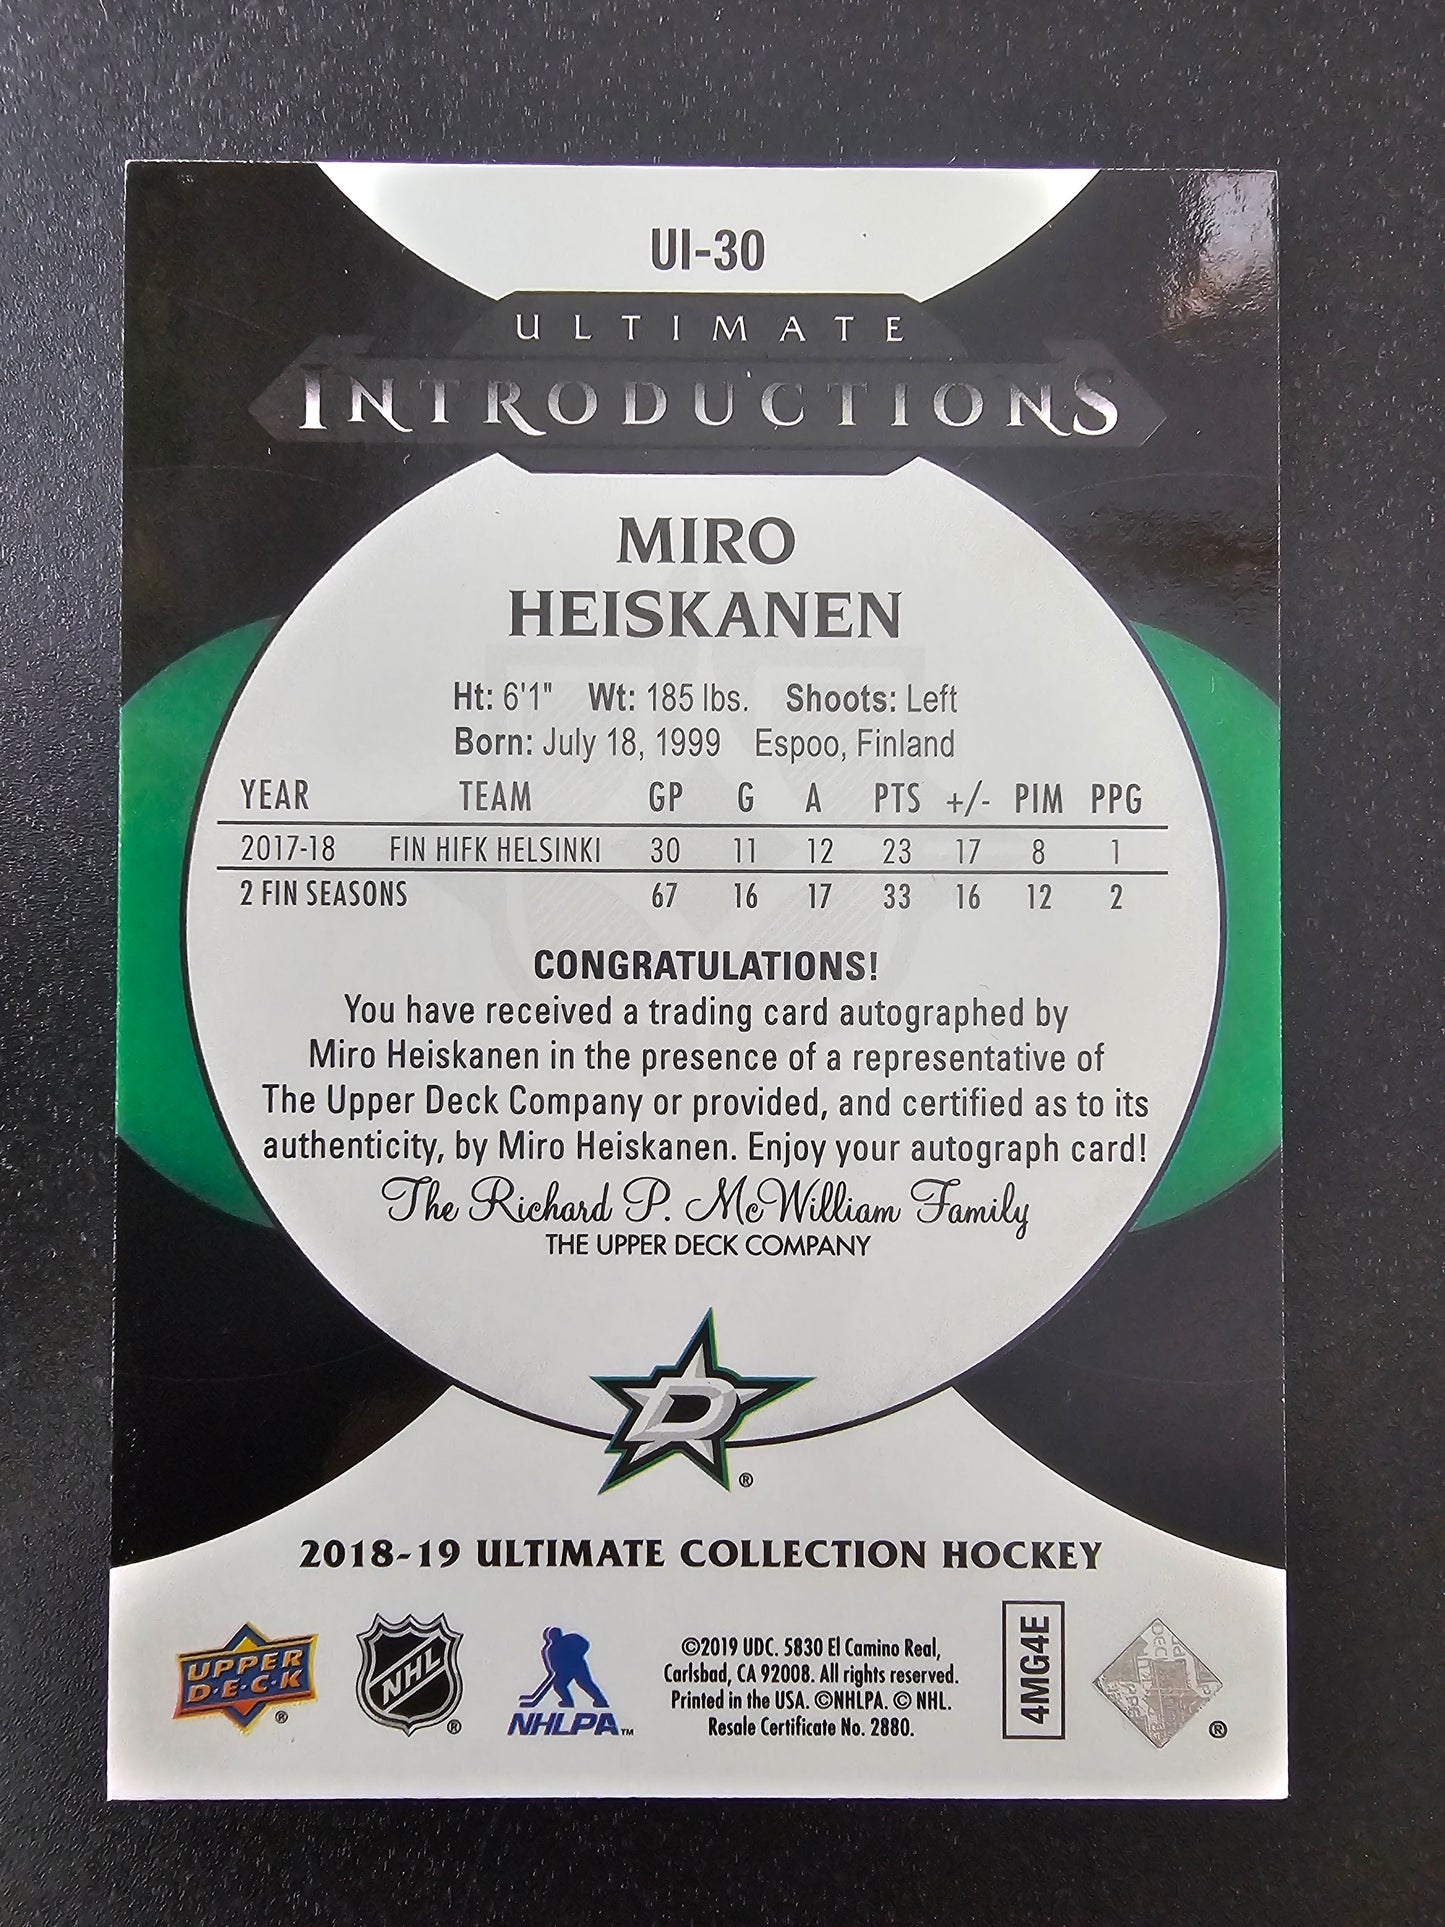 UI-30
ULTIMATE
INTRODUCTIONS
MIRO
HEISKANEN
Ht: 6'1" Wt: 185 lbs. Shoots: Left
Born: July 18, 1999 Espoo, Finland
YEAR TEAM GP G A PTS +/- PIM PPG
2017-18 FIN HIFK HELSINKI 30 11 12 23 17 8 1
2 FIN SEASONS 67 16 17 33 16 12 2
CONGRATULATIONS!
You have received a trading card autographed by
Miro Heiskanen in the presence of a representative of
The Upper Deck Company or provided, and certified as to its
authenticity, by Miro Heiskanen. Enjoy your autograph card!
The Richard P. McWilliam Family
THE UPPER DECK COMPANY
D ®
2018-19 ULTIMATE COLLECTION HOCKEY
UPPER
D·E·C·K ®
NHL ®
NHLPA™
©2019 UDC. 5830 El Camino Real,
Carlsbad, CA 92008. All rights reserved.
Printed in the USA. ©NHLPA. © NHL.
Resale Certificate No. 2880.
4MG4E
®